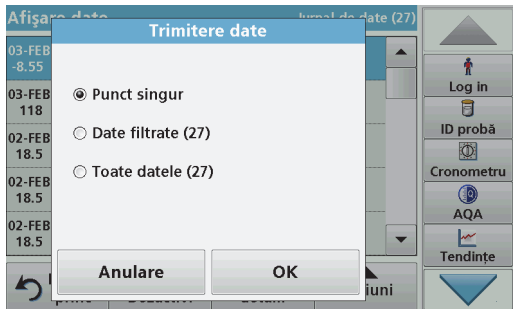 Afișare date
Jurnal de date (27)
Trimitere date
03-FEB
-8.55
03-FEB
118
02-FEB
18.5
02-FEB
18.5
02-FEB
18.5
Punct singur
Date filtrate (27)
Toate datele (27)
Anulare
OK
Log in
ID probă
Cronometru
AQA
Tendințe